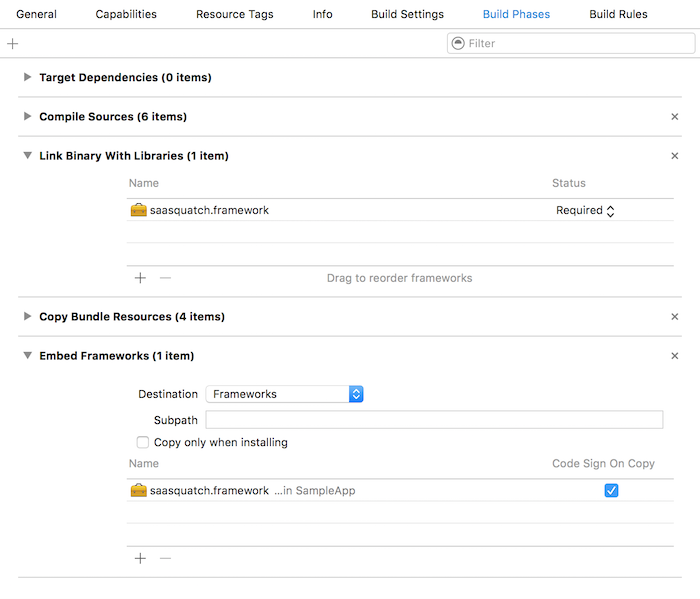 General Capabilities Resource Tags Info Build Settings Build Phases Build Rules
Filter
Target Dependencies (0 items)
Compile Sources (6 items)
Link Binary With Libraries (1 item)
Name Status
saasquatch.framework Required
Drag to reorder frameworks
Copy Bundle Resources (4 items)
Embed Frameworks (1 item)
Destination Frameworks
Subpath
Copy only when installing
Name Code Sign On Copy
saasquatch.framework ...in SampleApp